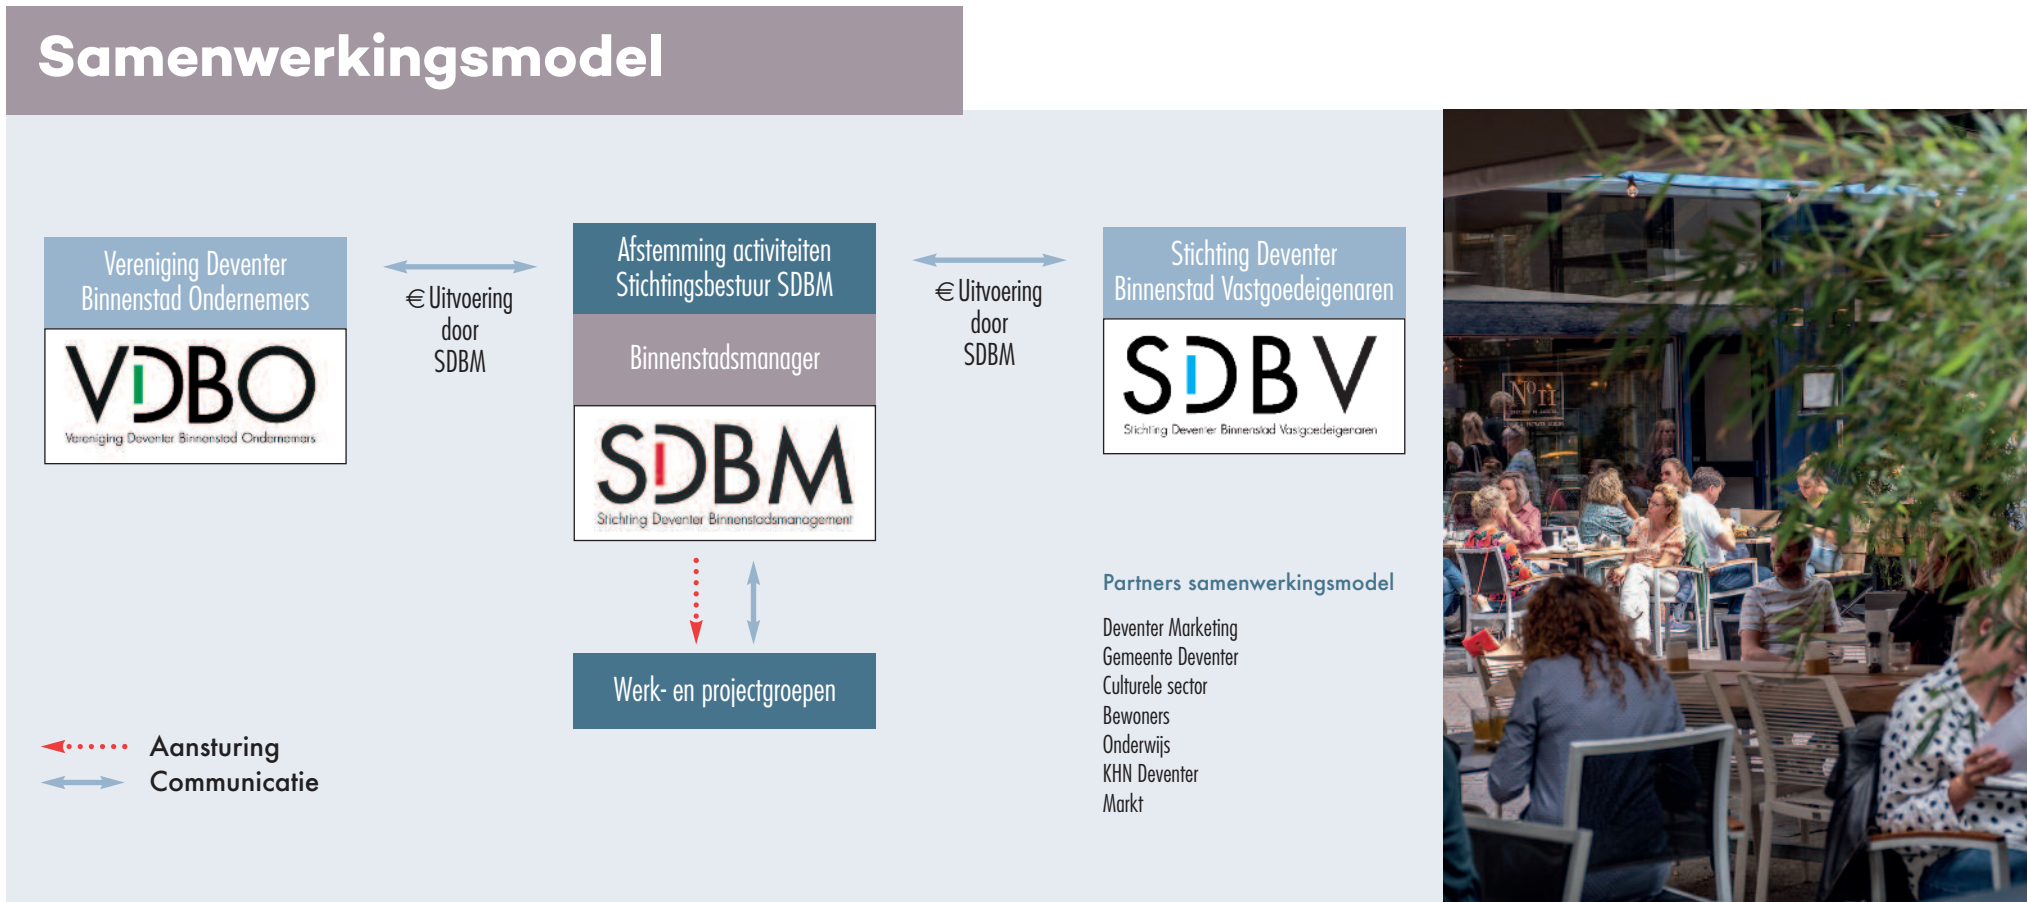 Samenwerkingsmodel
Vereniging Deventer
Binnenstad Ondernemers
VDBO
Vereniging Deventer Binnenstad Ondernemers
€ Uitvoering
door
SDBM
Afstemming activiteiten
Stichtingsbestuur SDBM
Binnenstadsmanager
SDBM
Stichting Deventer Binnenstadsmanagement
€ Uitvoering
door
SDBM
Stichting Deventer
Binnenstad Vastgoedeigenaren
SDBV
Stichting Deventer Binnenstad Vastgoedeigenaren
Werk- en projectgroepen
Aansturing
Communicatie
Partners samenwerkingsmodel
Deventer Marketing
Gemeente Deventer
Culturele sector
Bewoners
Onderwijs
KHN Deventer
Markt
No 11